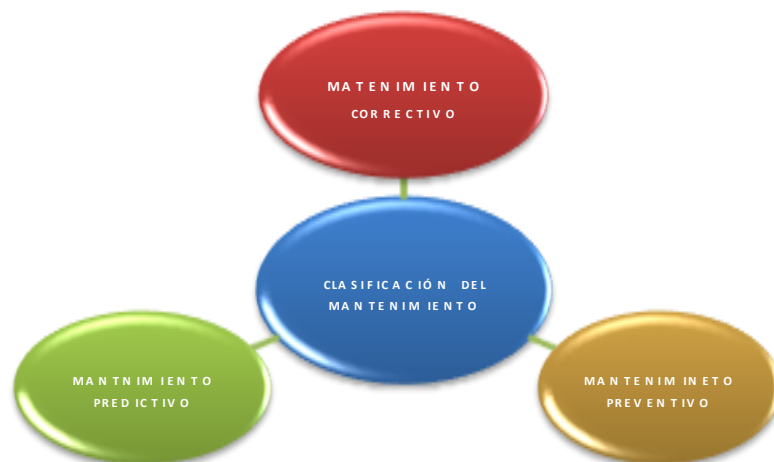 MATENIMIENTO
CORRECTIVO
CLASIFICACIÓN DEL
MANTENIMIENTO
MANTNIMIENTO
PREDICTIVO
MANTENIMINETO
PREVENTIVO